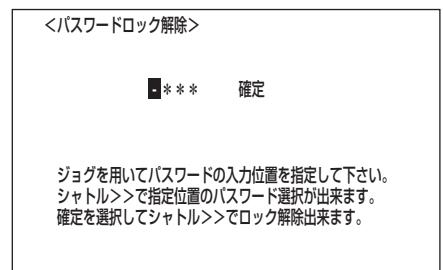 ＜パスワードロック解除＞
-＊＊＊　確定
ジョグを用いてパスワードの入力位置を指定して下さい。
シャトル＞＞で指定位置のパスワード選択が出来ます。
確定を選択してシャトル＞＞でロック解除出来ます。